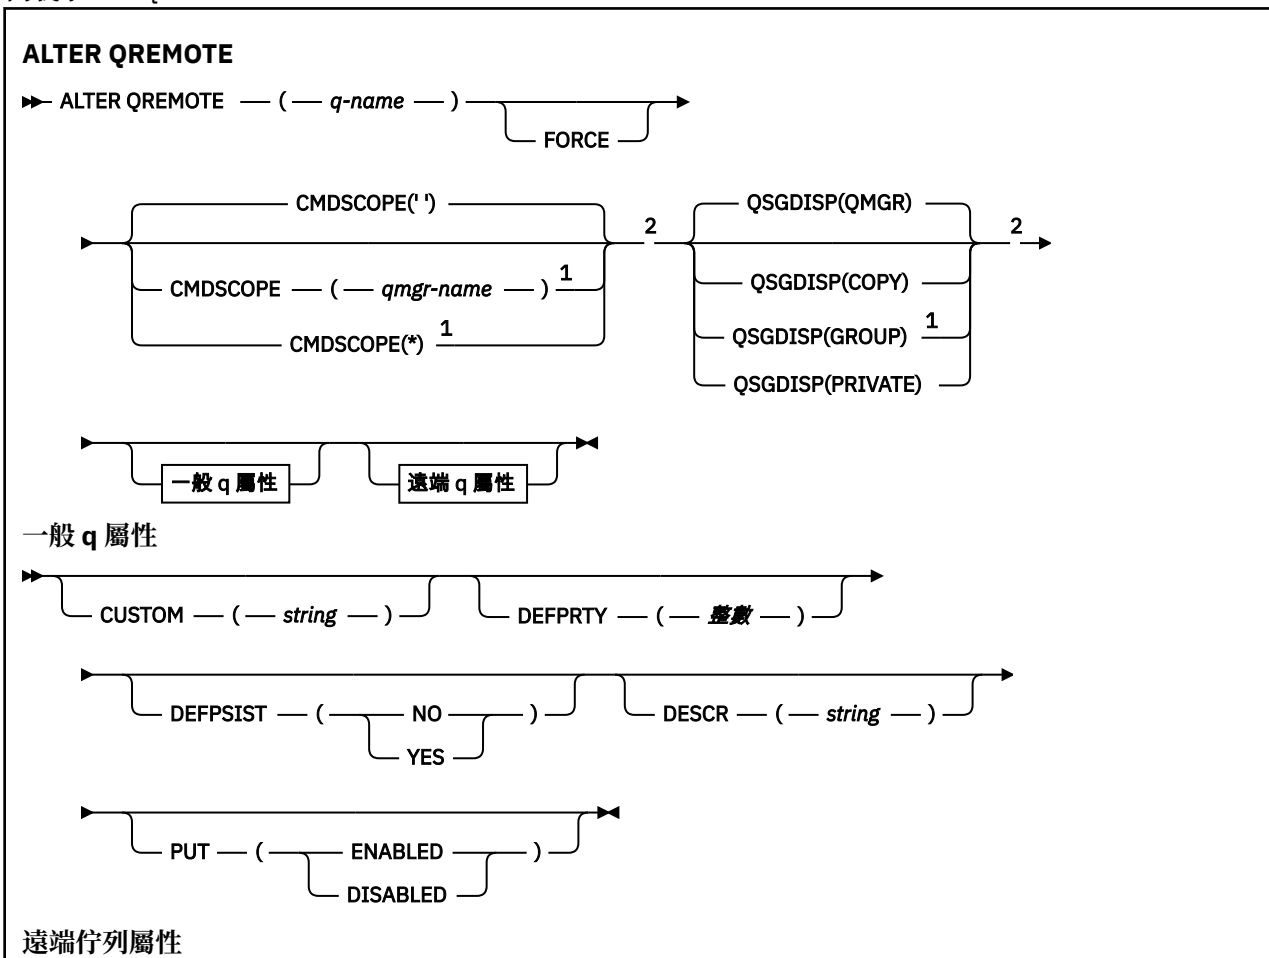 ALTER QREMOTE
ALTER QREMOTE ( q-name )
FORCE
CMDSCOPE(' ')
2
CMDSCOPE ( qmgr-name ) 1
CMDSCOPE(*) 1
QSGDISP(QMGR)
2
QSGDISP(COPY)
QSGDISP(GROUP) 1
QSGDISP(PRIVATE)
一般 q 屬性
遠端 q 屬性
一般 q 屬性
CUSTOM ( string )
DEFPRTY ( 整數 )
DEFPSIST ( NO )
YES
DESCR ( string )
PUT ( ENABLED )
DISABLED
遠端佇列屬性